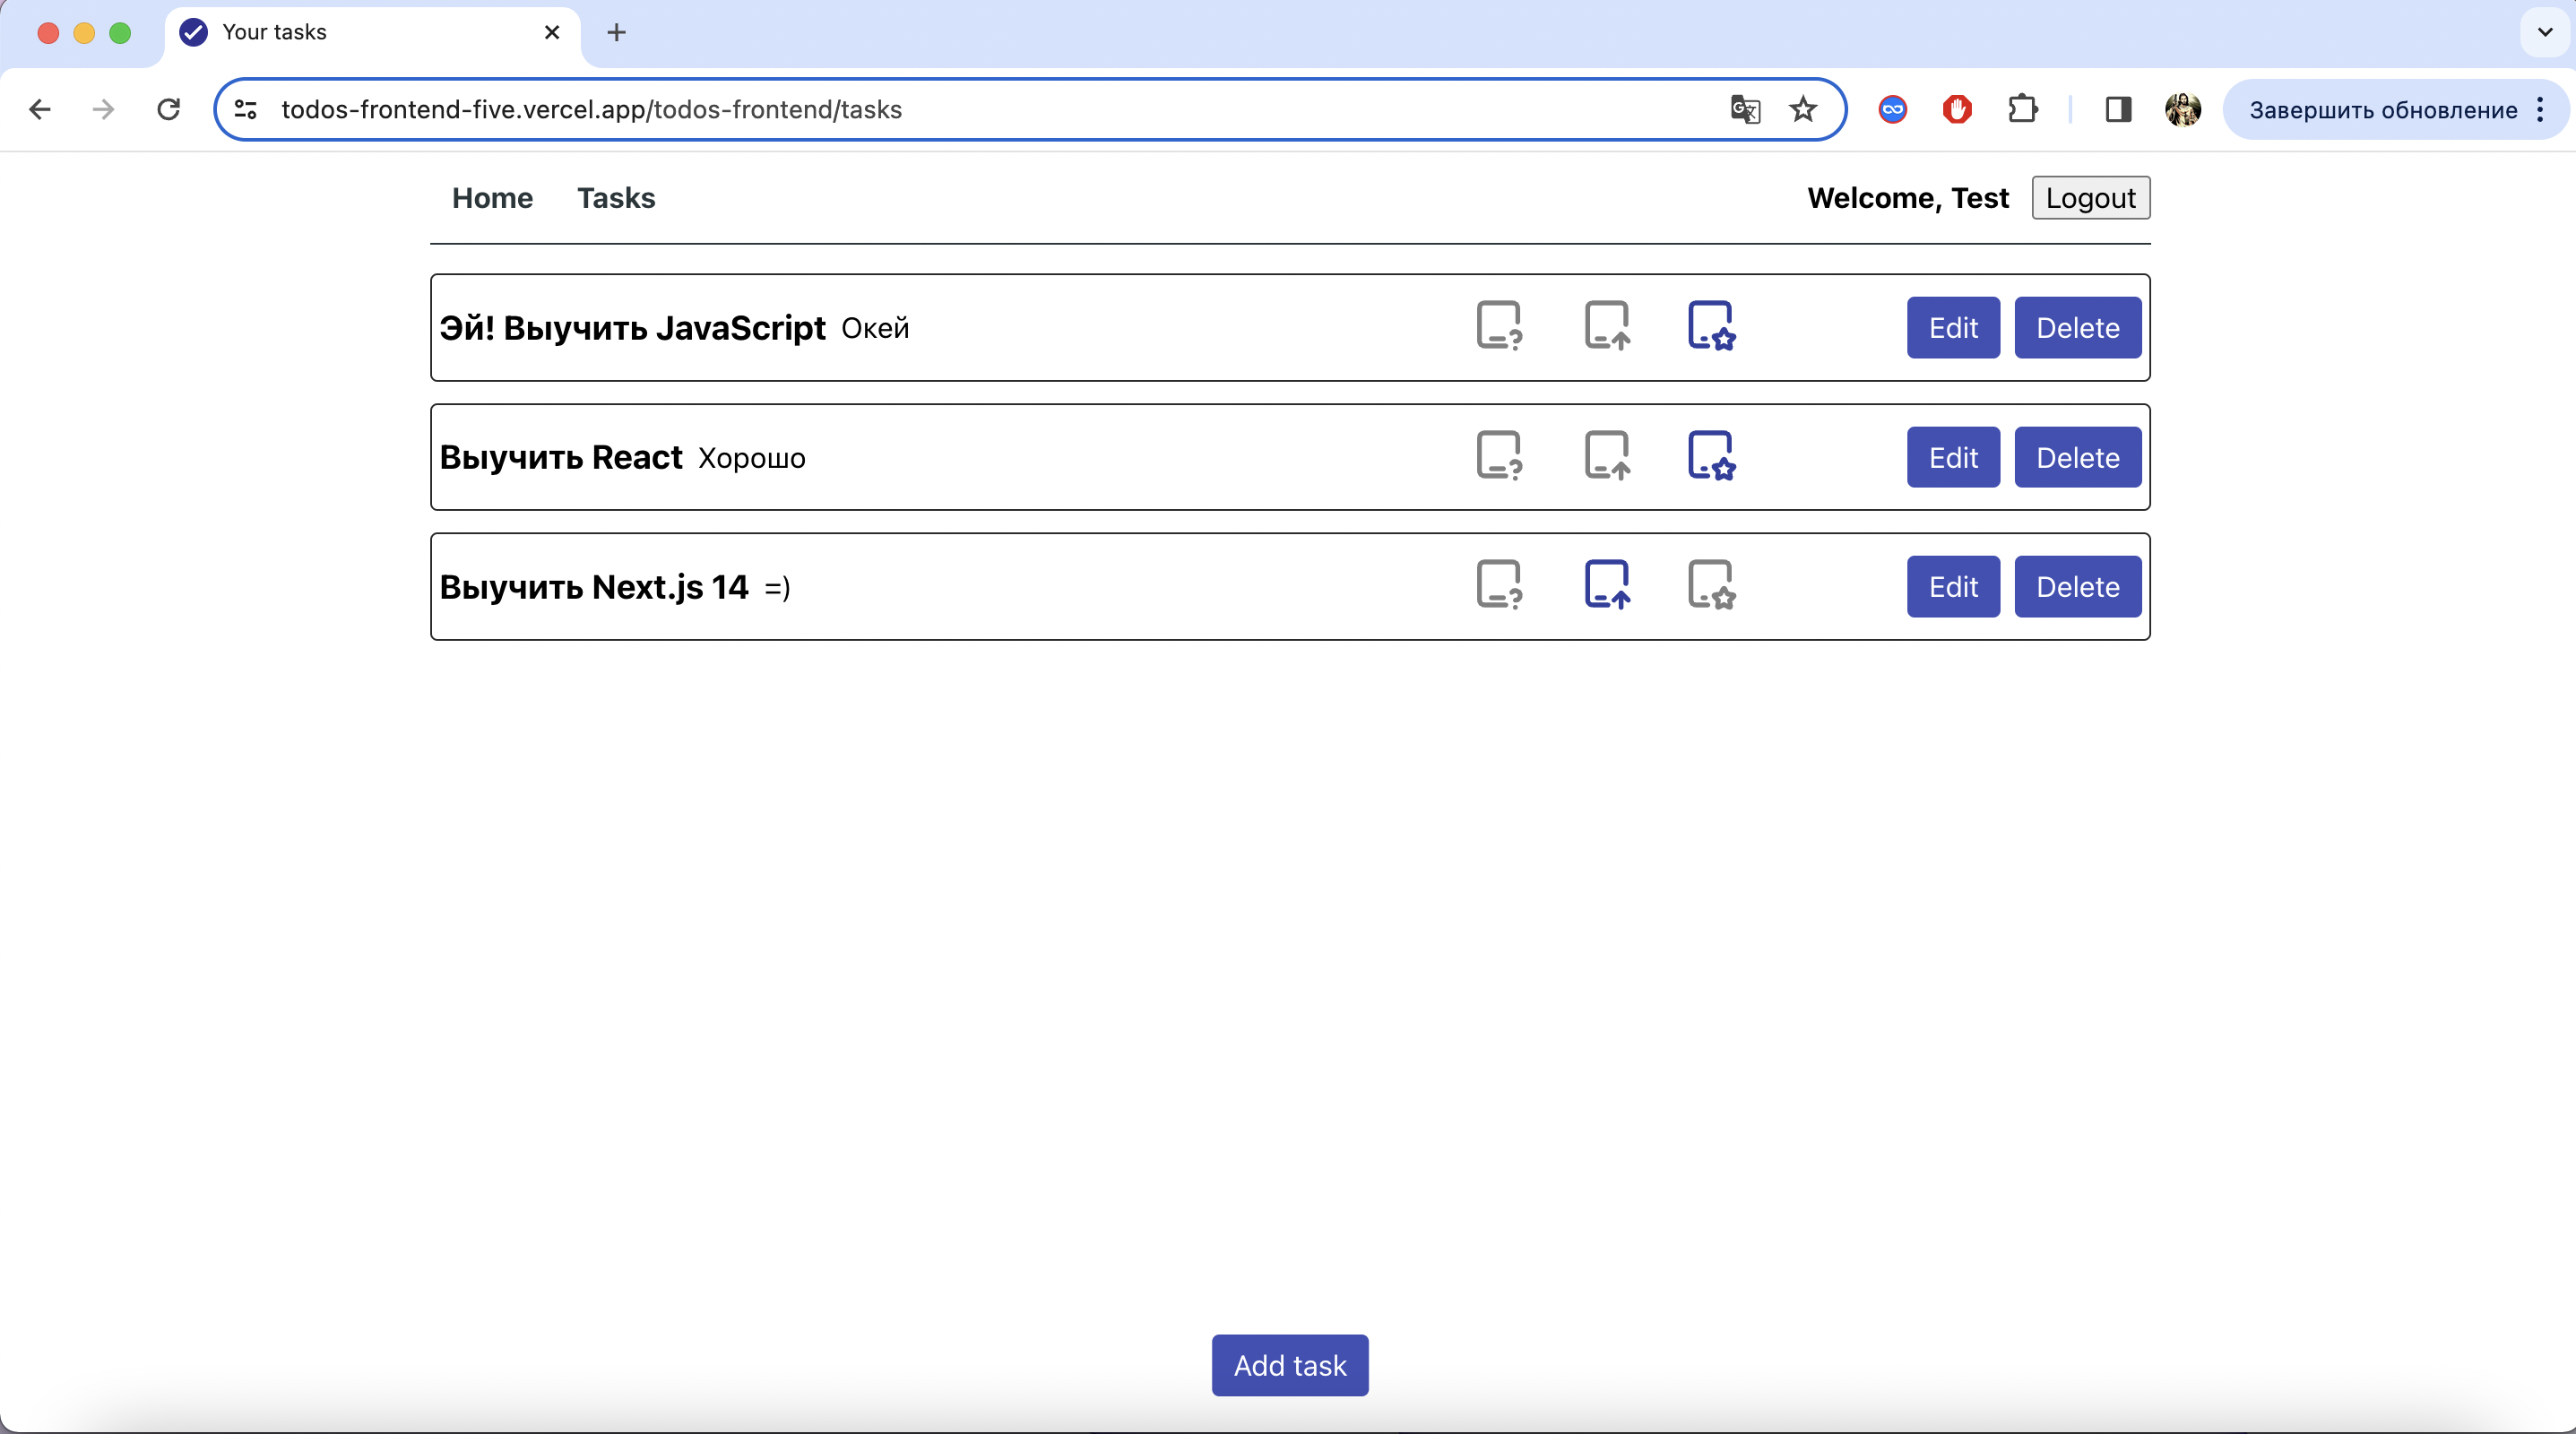 Your tasks
todos-frontend-five.vercel.app/todos-frontend/tasks
Завершить обновление
Home Tasks Welcome, Test Logout
Эй! Выучить JavaScript Окей Edit Delete
Выучить React Хорошо Edit Delete
Выучить Next.js 14 =) Edit Delete
Add task